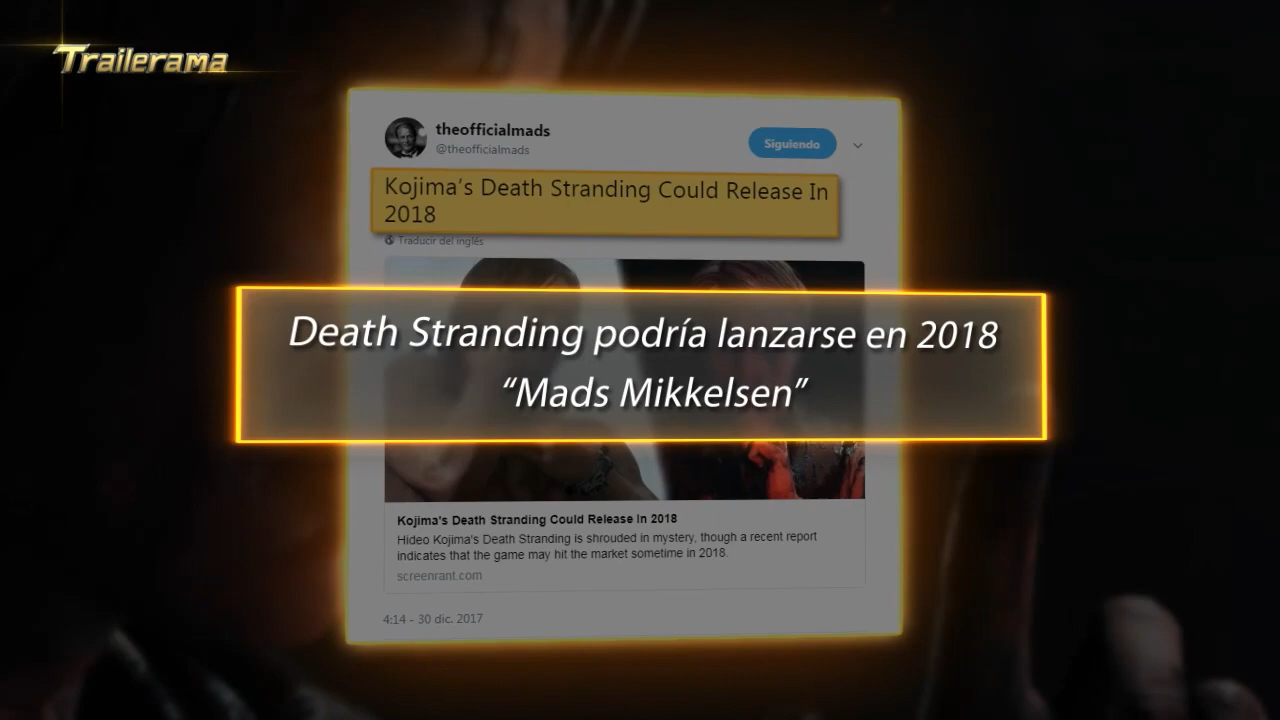 Trailerama
theofficialmads
@theofficialmads
Siguiendo
Kojima's Death Stranding Could Release In
2018
Traducir del inglés
Death Stranding podría lanzarse en 2018
“Mads Mikkelsen”
Kojima's Death Stranding Could Release In 2018
Hideo Kojima's Death Stranding is shrouded in mystery, though a recent report
indicates that the game may hit the market sometime in 2018.
screenrant.com
4:14 - 30 dic. 2017